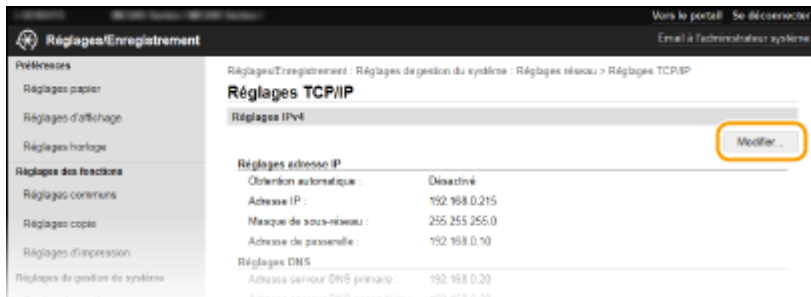 Vers le portail Se déconnecter
Réglages/Enregistrement
Email à l'administrateur système
Préférences
Réglages papier
Réglages d'affichage
Réglages horloge
Réglages des fonctions
Réglages communs
Réglages copie
Réglages d'impression
Réglages de gestion du système
Réglages/Enregistrement : Réglages de gestion du système : Réglages réseau > Réglages TCP/IP
Réglages TCP/IP
Réglages IPv4
Modifier...
Réglages adresse IP
Obtention automatique : Désactivé
Adresse IP : 192.168.0.215
Masque de sous-réseau : 255.255.255.0
Adresse de passerelle : 192.168.0.10
Réglages DNS
Adresse serveur DNS primaire : 192.168.0.20